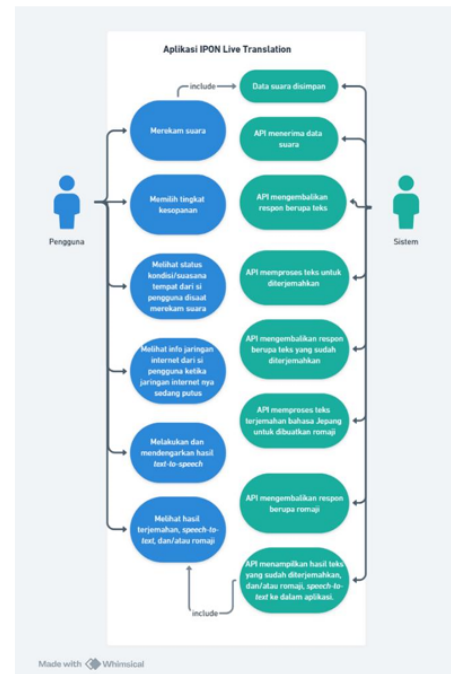 Aplikasi IPON Live Translation
include
Data suara disimpan
Merekam suara
API menerima data
suara
Memilih tingkat
kesopanan
API mengembalikan
respon berupa teks
Pengguna
Sistem
Melihat status
kondisi/suasana
tempat dari si
pengguna disaat
merekam suara
API memproses teks untuk
diterjemahkan
Melihat info jaringan
internet dari si
pengguna ketika
jaringan internet nya
sedang putus
API mengembalikan respon
berupa teks yang sudah
diterjemahkan
Melakukan dan
mendengarkan hasil
text-to-speech
API memproses teks
terjemahan bahasa Jepang
untuk dibuatkan romaji
Melihat hasil
terjemahan, speech-to-
text, dan/atau romaji
API mengembalikan respon
berupa romaji
API menampilkan hasil teks
yang sudah diterjemahkan,
dan/atau romaji, speech-to-
text ke dalam aplikasi.
include
Made with Whimsical